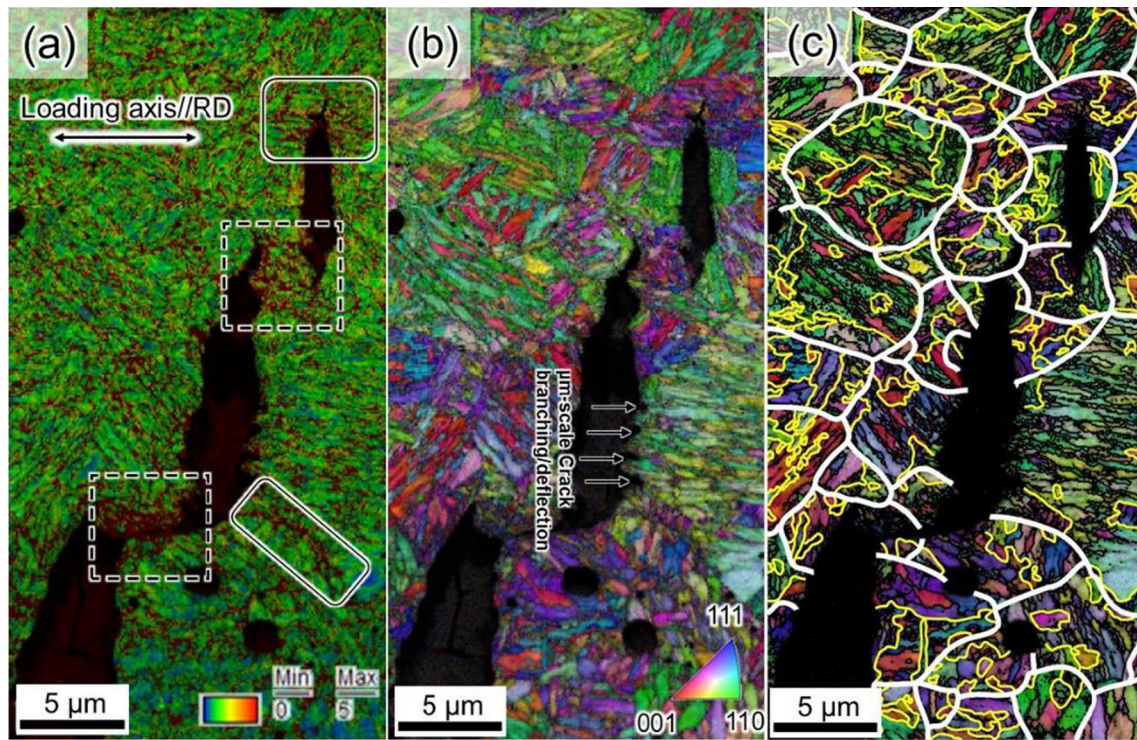 (a)
Loading axis//RD
Min Max
0 5
5 μm
(b)
μm-scale Crack
branching/deflection
111
001 110
5 μm
(c)
5 μm